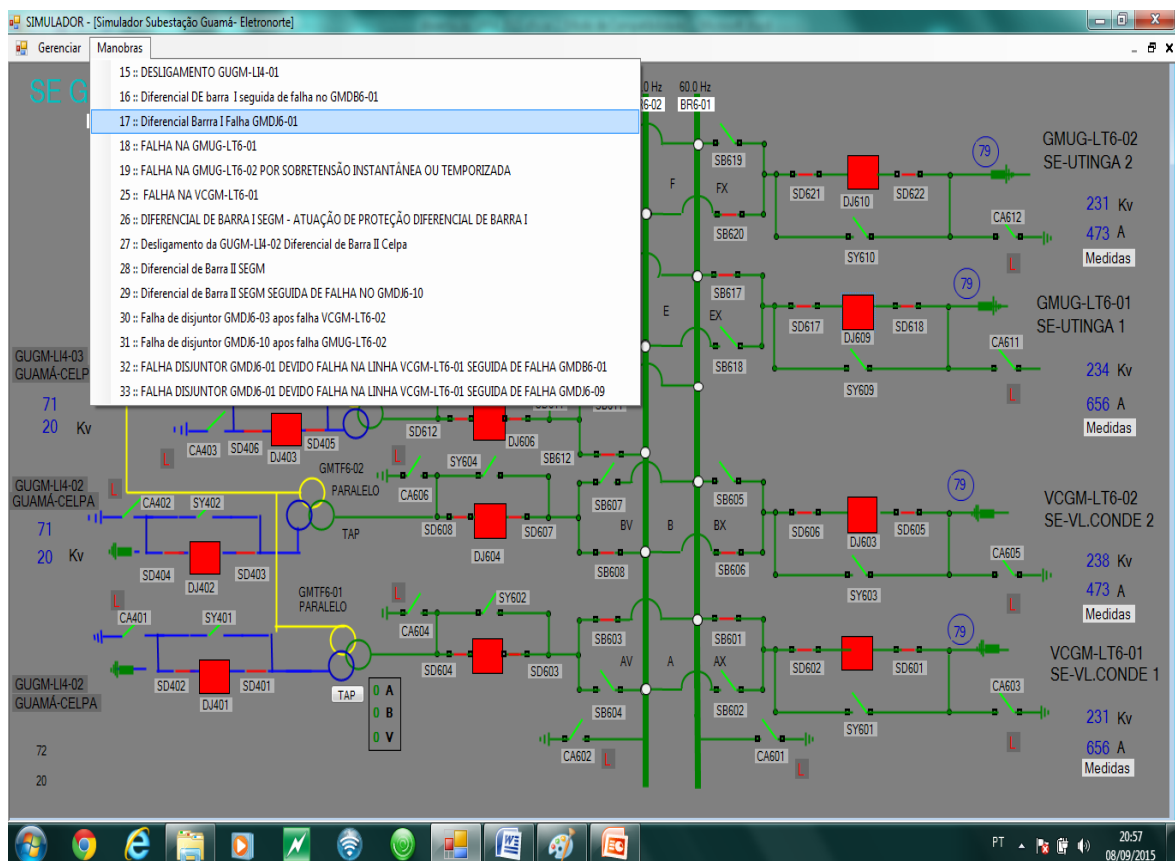 SIMULADOR - [Simulador Subestação Guamá- Eletronorte]
Gerenciar Manobras
SE G
15 :: DESLIGAMENTO GUGM-LI4-01
16 :: Diferencial DE barra I seguida de falha no GMDB6-01
17 :: Diferencial Barrra I Falha GMDJ6-01
18 :: FALHA NA GMUG-LT6-01
19 :: FALHA NA GMUG-LT6-02 POR SOBRETENSÃO INSTANTÂNEA OU TEMPORIZADA
25 :: FALHA NA VCGM-LT6-01
26 :: DIFERENCIAL DE BARRA I SEGM - ATUAÇÃO DE PROTEÇÃO DIFERENCIAL DE BARRA I
27 :: Desligamento da GUGM-LI4-02 Diferencial de Barra II Celpa
28 :: Diferencial de Barra II SEGM
29 :: Diferencial de Barra II SEGM SEGUIDA DE FALHA NO GMDJ6-10
30 :: Falha de disjuntor GMDJ6-03 apos falha VCGM-LT6-02
31 :: Falha de disjuntor GMDJ6-10 apos falha GMUG-LT6-02
32 :: FALHA DISJUNTOR GMDJ6-01 DEVIDO FALHA NA LINHA VCGM-LT6-01 SEGUIDA DE FALHA GMDB6-01
33 :: FALHA DISJUNTOR GMDJ6-01 DEVIDO FALHA NA LINHA VCGM-LT6-01 SEGUIDA DE FALHA GMDJ6-09
.0 Hz 60.0 Hz
6-02 BR6-01
SB619
F FX
SB620
SD621 DJ610 SD622
SY610
79
CA612
L
GMUG-LT6-02
SE-UTINGA 2
231 Kv
473 A
Medidas
SB617
E EX
SB618
SD617 DJ609 SD618
SY609
79
CA611
L
GMUG-LT6-01
SE-UTINGA 1
234 Kv
656 A
Medidas
GUGM-LI4-03
GUAMÁ-CELP
71
20 Kv
L
CA403 SD406 DJ403 SD405
SD612 DJ606
SB612
GUGM-LI4-02
GUAMÁ-CELPA
71
20 Kv
L
CA402 SY402
SD404 DJ402 SD403
GMTF6-02
PARALELO
TAP
L
SY604
CA606
SD608 DJ604 SD607
SB607
BV B BX
SB608
SB605
SB606
SD606 DJ603 SD605
SY603
79
CA605
L
VCGM-LT6-02
SE-VL.CONDE 2
238 Kv
473 A
Medidas
L
CA401 SY401
SD402 DJ401 SD401
GUGM-LI4-02
GUAMÁ-CELPA
72
20
GMTF6-01
PARALELO
TAP
0 A
0 B
0 V
L
SY602
CA604
SD604 SD603
SB603
AV A AX
SB604
SB601
SB602
SD602 SD601
SY601
79
CA603
L
VCGM-LT6-01
SE-VL.CONDE 1
231 Kv
656 A
Medidas
CA602 L
CA601 L
PT
20:57
08/09/2015